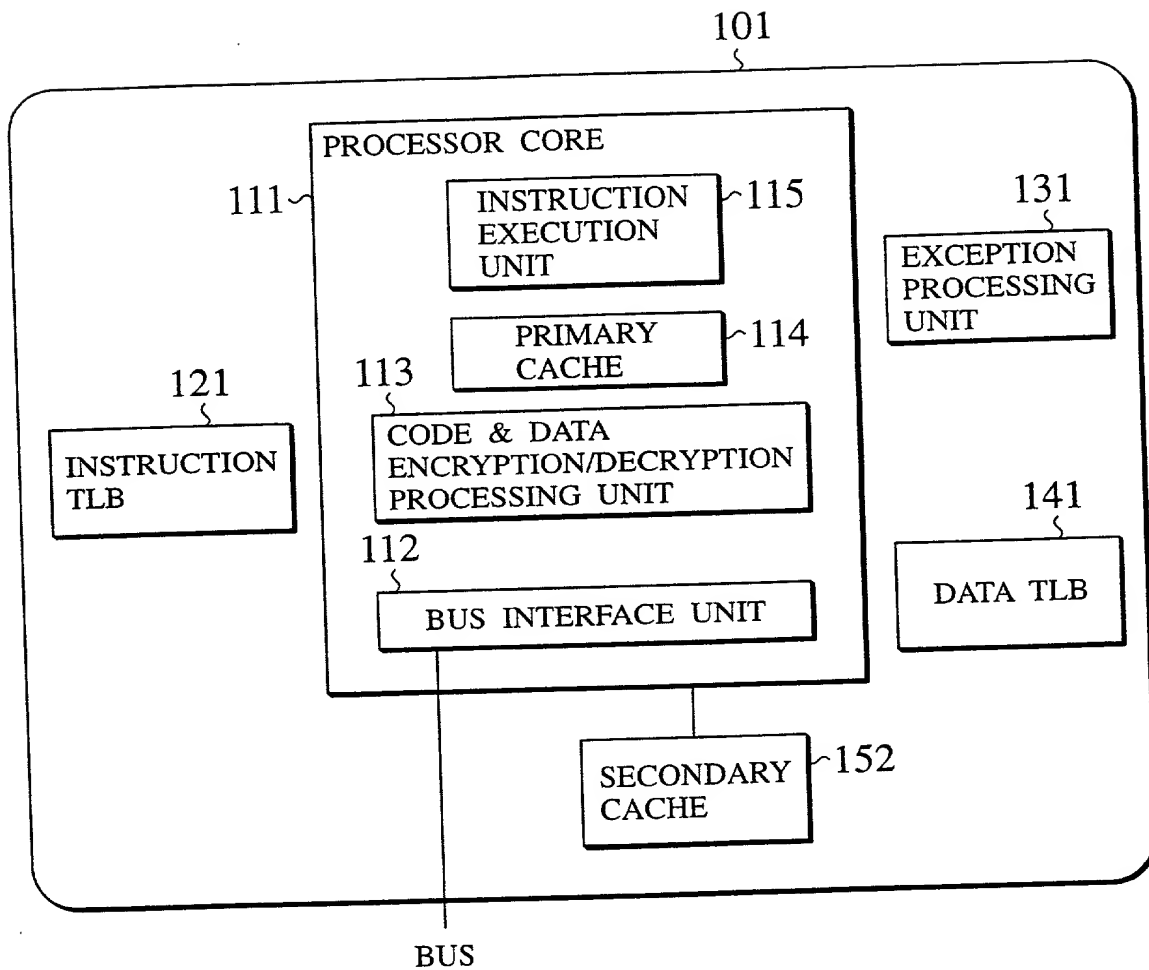 101
PROCESSOR CORE
111
INSTRUCTION
EXECUTION
UNIT
115
131
EXCEPTION
PROCESSING
UNIT
PRIMARY
CACHE
114
113
121
INSTRUCTION
TLB
CODE & DATA
ENCRYPTION/DECRYPTION
PROCESSING UNIT
141
DATA TLB
112
BUS INTERFACE UNIT
SECONDARY
CACHE
152
BUS